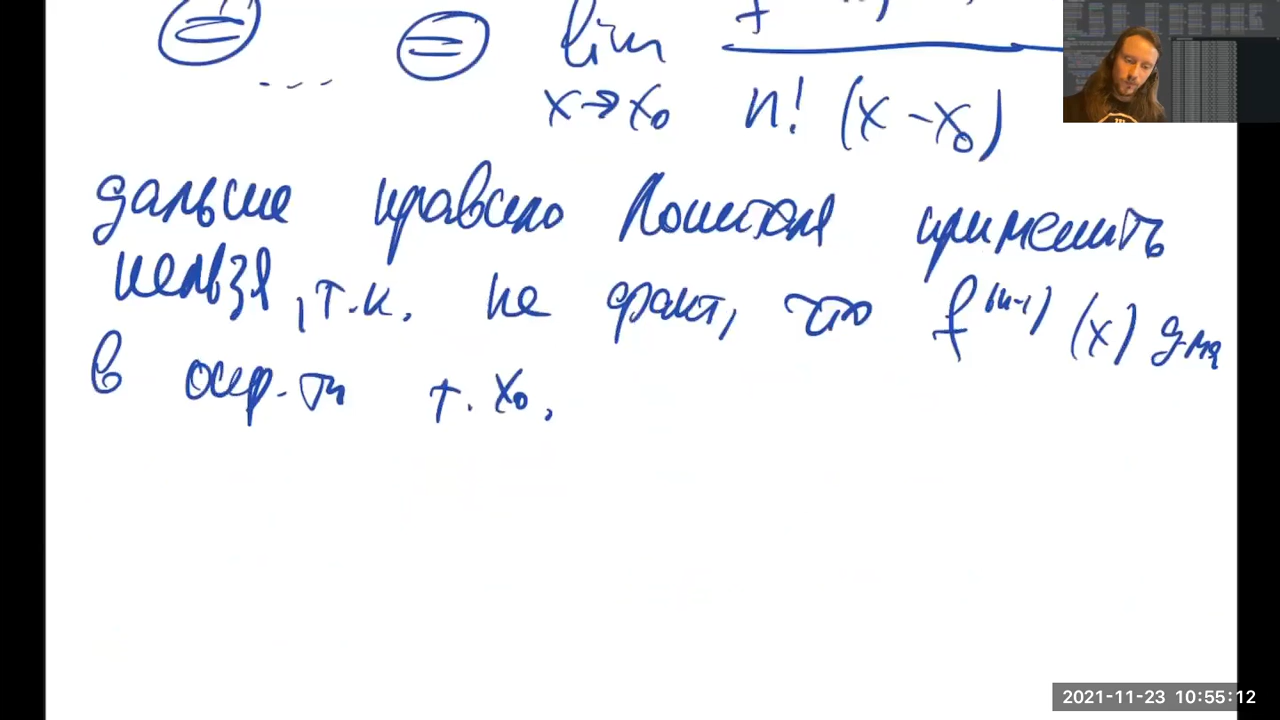 = = lim
x→x₀ n! (x-x₀)
дальше правило Лопиталя применить
нельзя, т.к. не факт, что f⁽ⁿ⁻¹⁾(x) дмя
в окр-ти т. x₀,
2021-11-23 10:55:12